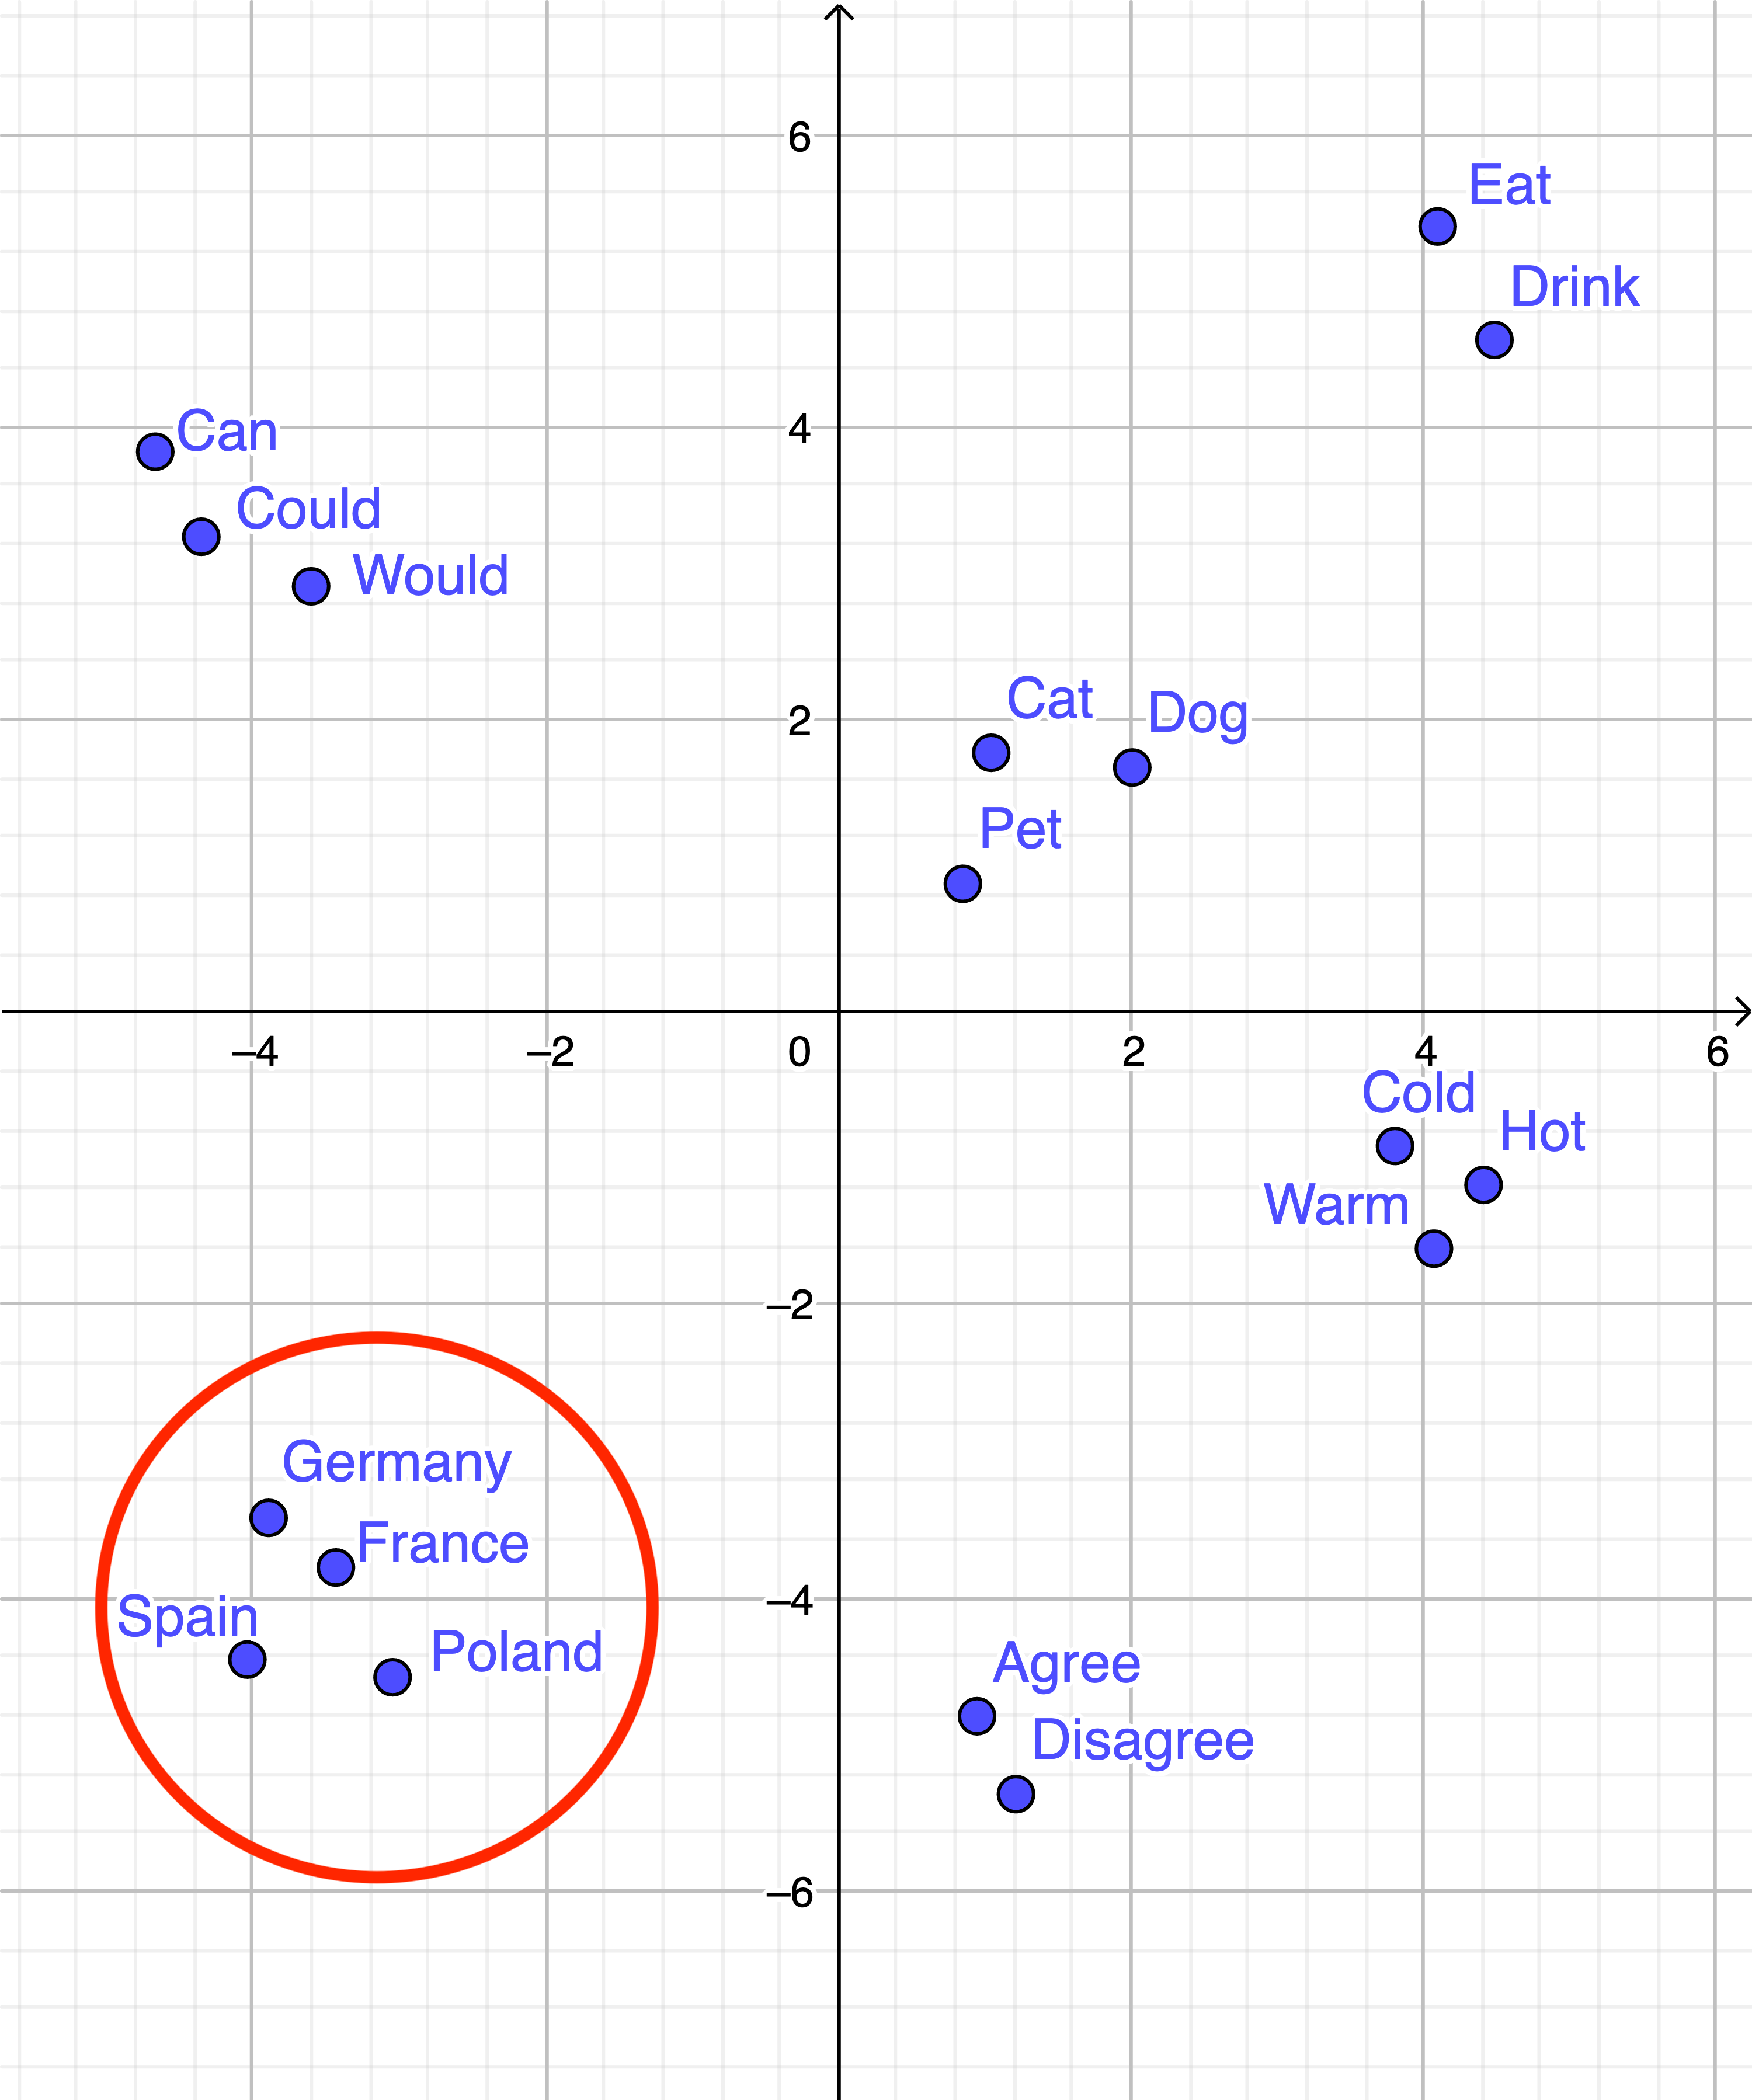 6
Eat
Drink
4
Can
Could
Would
2
Cat
Dog
Pet
–4
–2
0
2
4
6
Cold
Hot
Warm
–2
Germany
France
Spain
–4
Poland
Agree
Disagree
–6